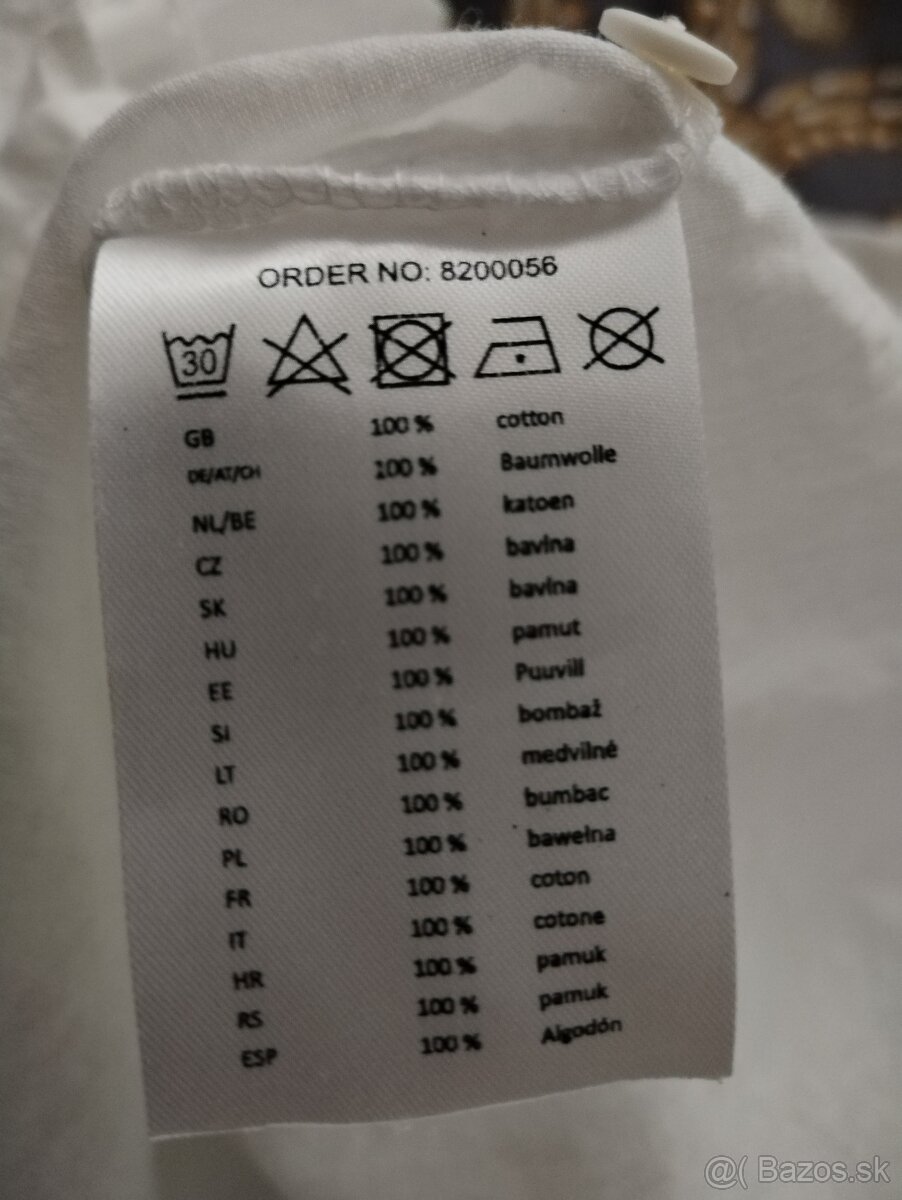 ORDER NO: 8200056
30
GB 100 % cotton
DE/AT/CH 100 % Baumwolle
NL/BE 100 % katoen
CZ 100 % bavlna
SK 100 % bavlna
HU 100 % pamut
EE 100 % Puuvill
SI 100 % bombaž
LT 100 % medvilné
RO 100 % bumbac
PL 100 % bawełna
FR 100 % coton
IT 100 % cotone
HR 100 % pamuk
RS 100 % pamuk
ESP 100 % Algodón
@( Bazos.sk